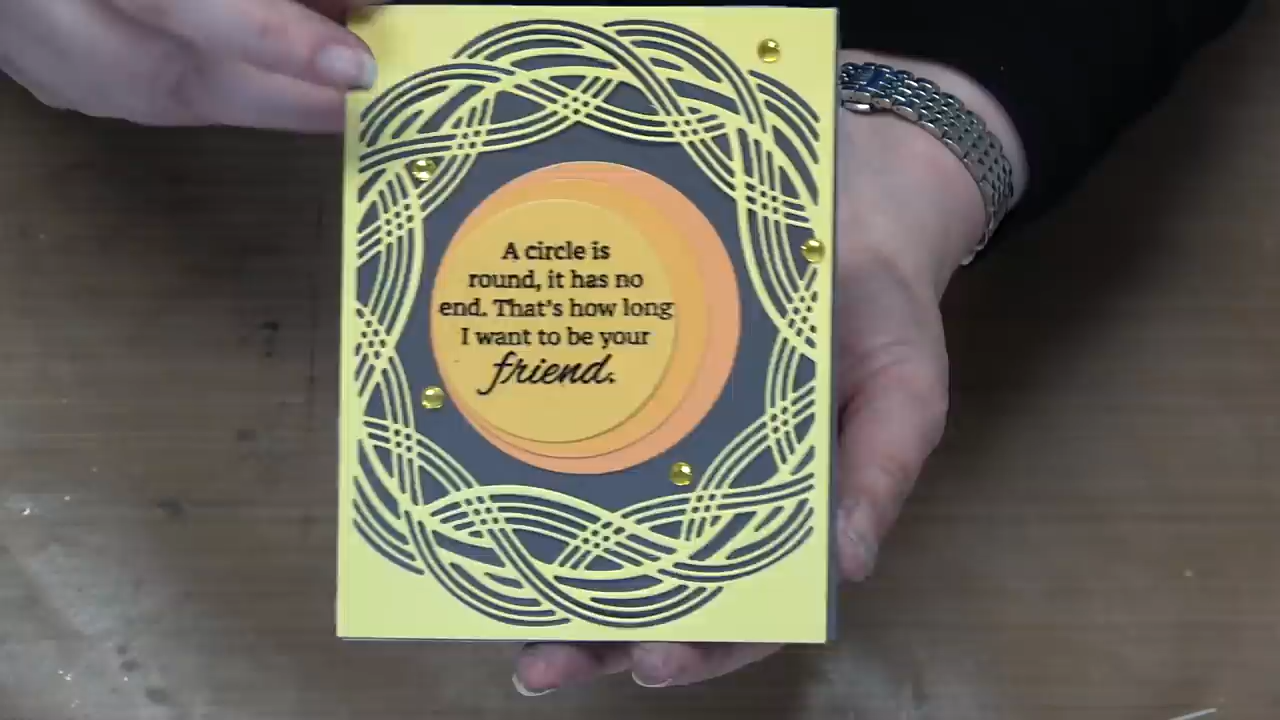 A circle is
round, it has no
end. That's how long
I want to be your
friend.